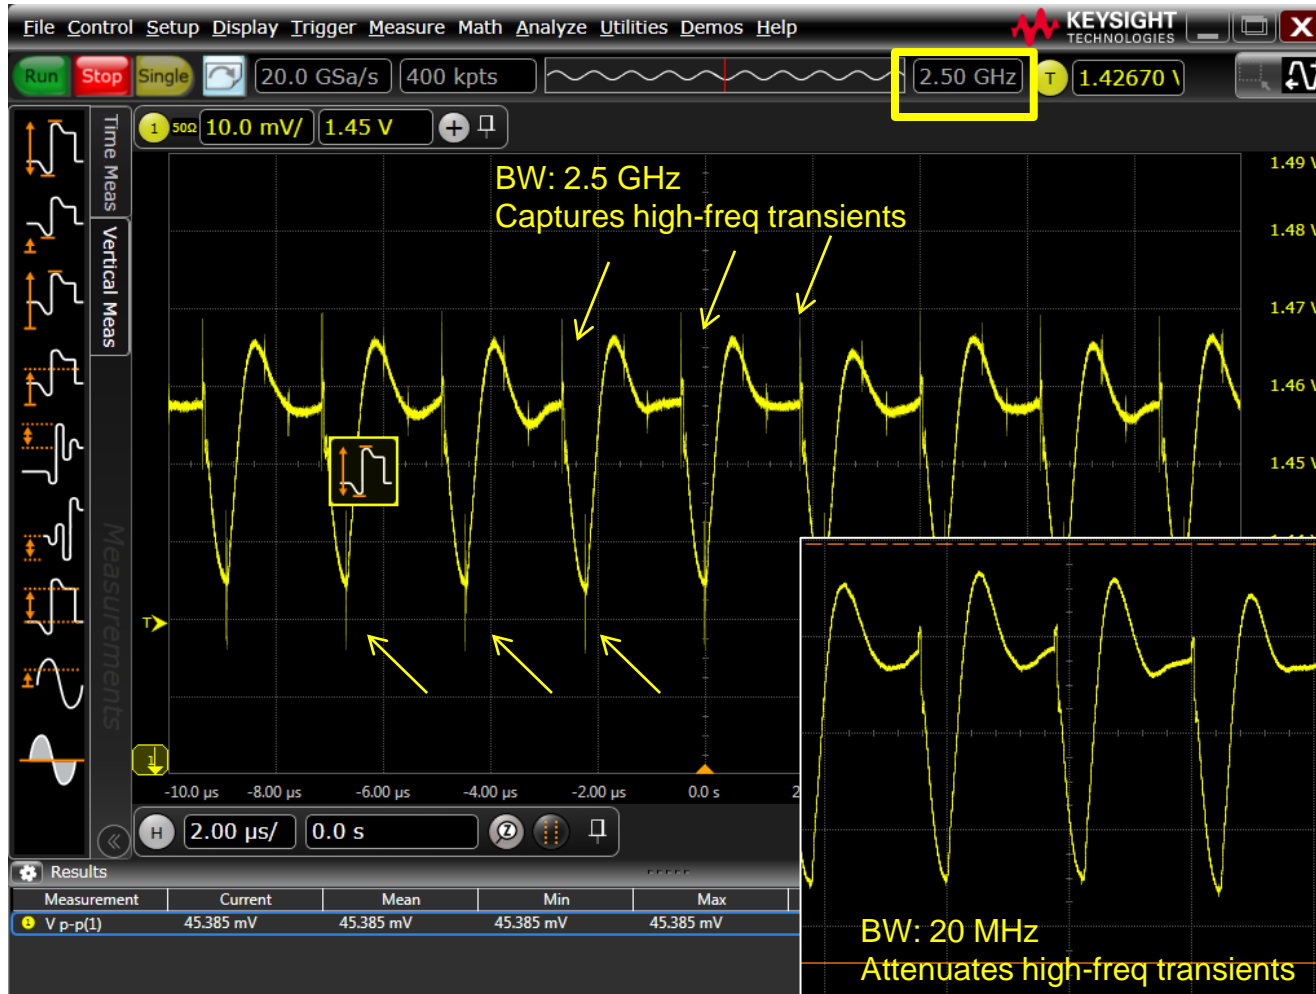 File Control Setup Display Trigger Measure Math Analyze Utilities Demos Help
KEYSIGHT
TECHNOLOGIES
Run Stop Single 20.0 GSa/s 400 kpts 2.50 GHz T 1.42670 V
1 50Ω 10.0 mV/ 1.45 V +
Time Meas
Vertical Meas
Measurements
BW: 2.5 GHz
Captures high-freq transients
1.49 V
1.48 V
1.47 V
1.46 V
1.45 V
T
1
-10.0 µs -8.00 µs -6.00 µs -4.00 µs -2.00 µs 0.0 s 2
H 2.00 µs/ 0.0 s Z
Results
Measurement Current Mean Min Max
1 V p-p(1) 45.385 mV 45.385 mV 45.385 mV 45.385 mV
BW: 20 MHz
Attenuates high-freq transients